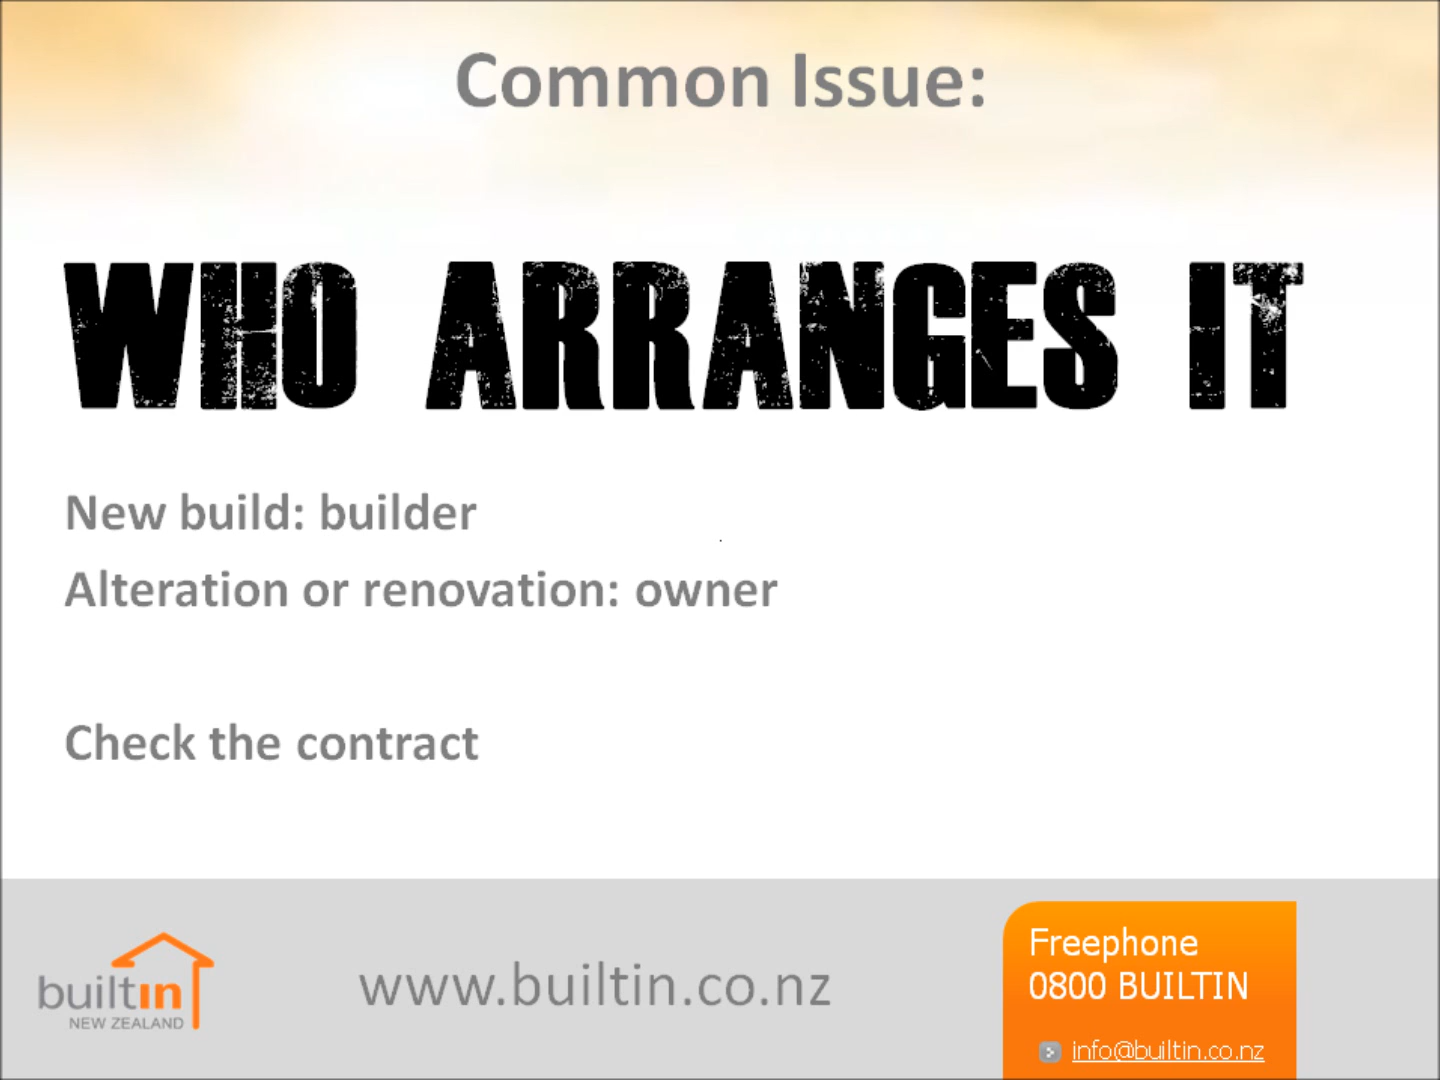 Common Issue:
WHO ARRANGES IT
New build: builder
Alteration or renovation: owner
Check the contract
builtin
NEW ZEALAND
www.builtin.co.nz
Freephone
0800 BUILTIN
info@builtin.co.nz